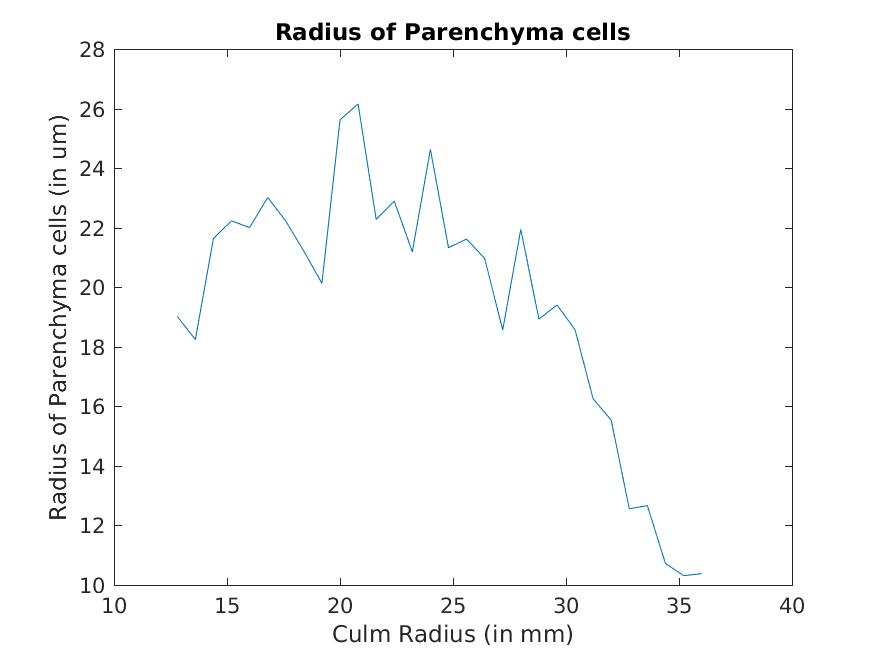 Radius of Parenchyma cells
28
26
24
22
20
18
16
14
12
10
Radius of Parenchyma cells (in um)
10 15 20 25 30 35 40
Culm Radius (in mm)